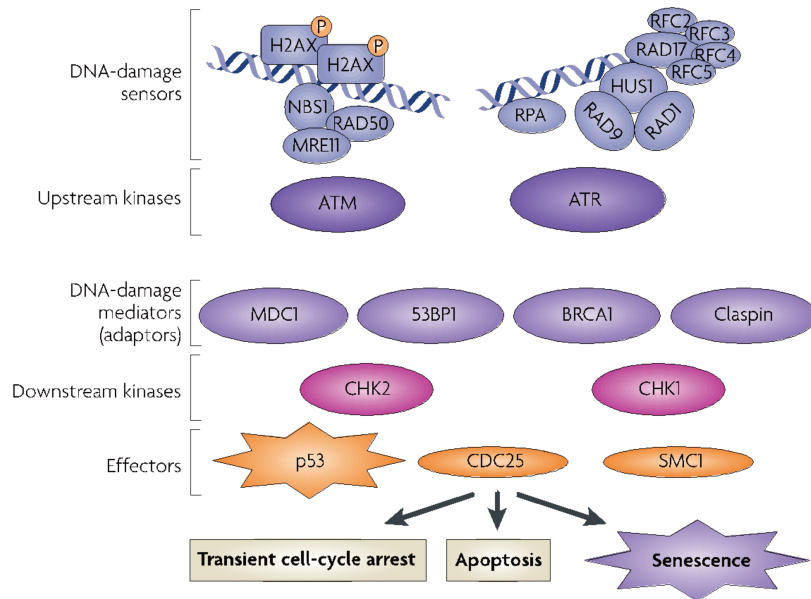 DNA-damage
sensors
P
H2AX
P
H2AX
NBS1
RAD50
MRE11
RFC2
RFC3
RAD17
RFC4
RFC5
HUS1
RPA
RAD9
RAD1
Upstream kinases
ATM
ATR
DNA-damage
mediators
(adaptors)
MDC1
53BP1
BRCA1
Claspin
Downstream kinases
CHK2
CHK1
Effectors
p53
CDC25
SMC1
Transient cell-cycle arrest
Apoptosis
Senescence